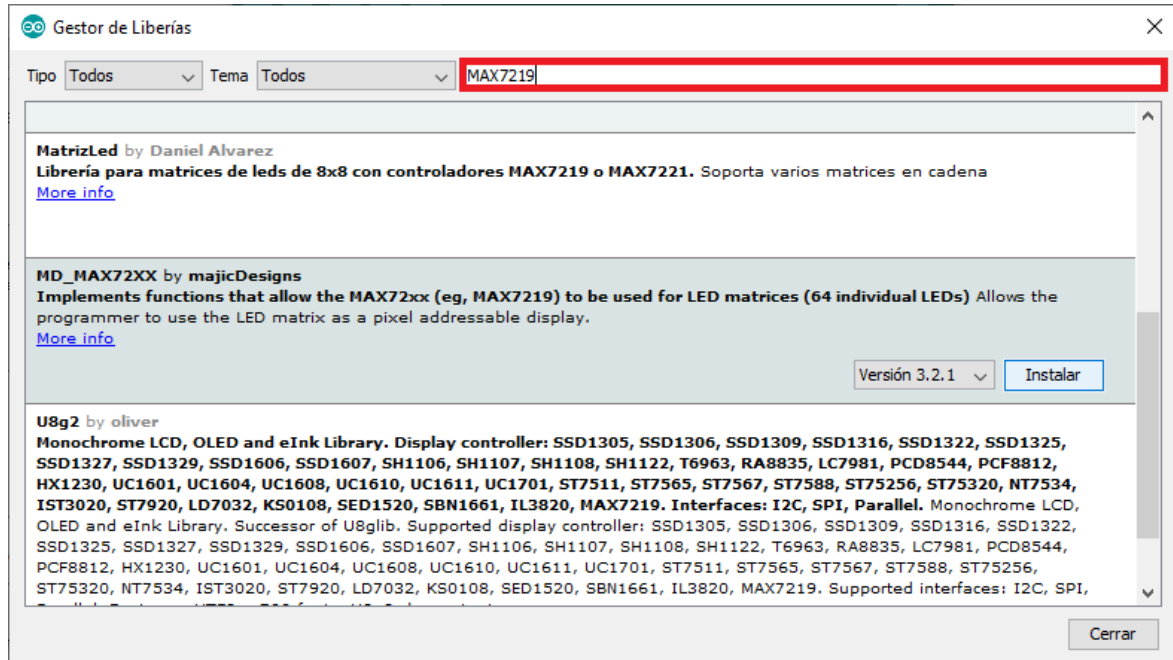 Gestor de Liberías
Tipo Todos Tema Todos MAX7219
MatrizLed by Daniel Alvarez
Librería para matrices de leds de 8x8 con controladores MAX7219 o MAX7221. Soporta varios matrices en cadena
More info
MD_MAX72XX by majicDesigns
Implements functions that allow the MAX72xx (eg, MAX7219) to be used for LED matrices (64 individual LEDs) Allows the
programmer to use the LED matrix as a pixel addressable display.
More info
Versión 3.2.1 Instalar
U8g2 by oliver
Monochrome LCD, OLED and eInk Library. Display controller: SSD1305, SSD1306, SSD1309, SSD1316, SSD1322, SSD1325,
SSD1327, SSD1329, SSD1606, SSD1607, SH1106, SH1107, SH1108, SH1122, T6963, RA8835, LC7981, PCD8544, PCF8812,
HX1230, UC1601, UC1604, UC1608, UC1610, UC1611, UC1701, ST7511, ST7565, ST7567, ST7588, ST75256, ST75320, NT7534,
IST3020, ST7920, LD7032, KS0108, SED1520, SBN1661, IL3820, MAX7219. Interfaces: I2C, SPI, Parallel. Monochrome LCD,
OLED and eInk Library. Successor of U8glib. Supported display controller: SSD1305, SSD1306, SSD1309, SSD1316, SSD1322,
SSD1325, SSD1327, SSD1329, SSD1606, SSD1607, SH1106, SH1107, SH1108, SH1122, T6963, RA8835, LC7981, PCD8544,
PCF8812, HX1230, UC1601, UC1604, UC1608, UC1610, UC1611, UC1701, ST7511, ST7565, ST7567, ST7588, ST75256,
ST75320, NT7534, IST3020, ST7920, LD7032, KS0108, SED1520, SBN1661, IL3820, MAX7219. Supported interfaces: I2C, SPI,
Cerrar